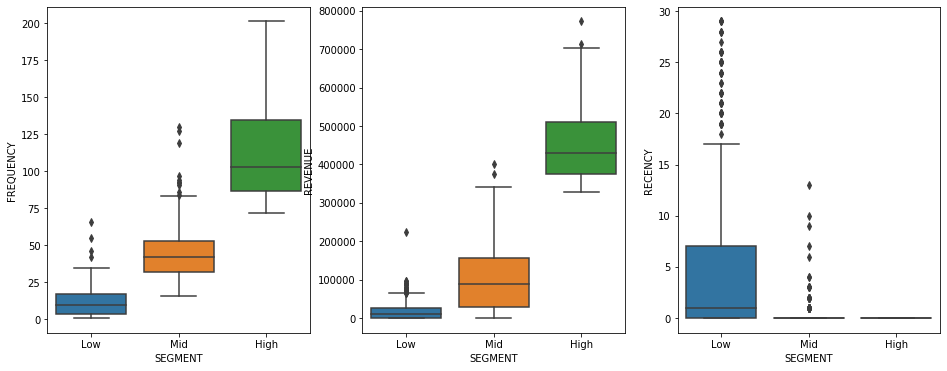 FREQUENCY
200
175
150
125
100
75
50
25
0
Low Mid High
SEGMENT
REVENUE
800000
700000
600000
500000
400000
300000
200000
100000
0
Low Mid High
SEGMENT
RECENCY
30
25
20
15
10
5
0
Low Mid High
SEGMENT